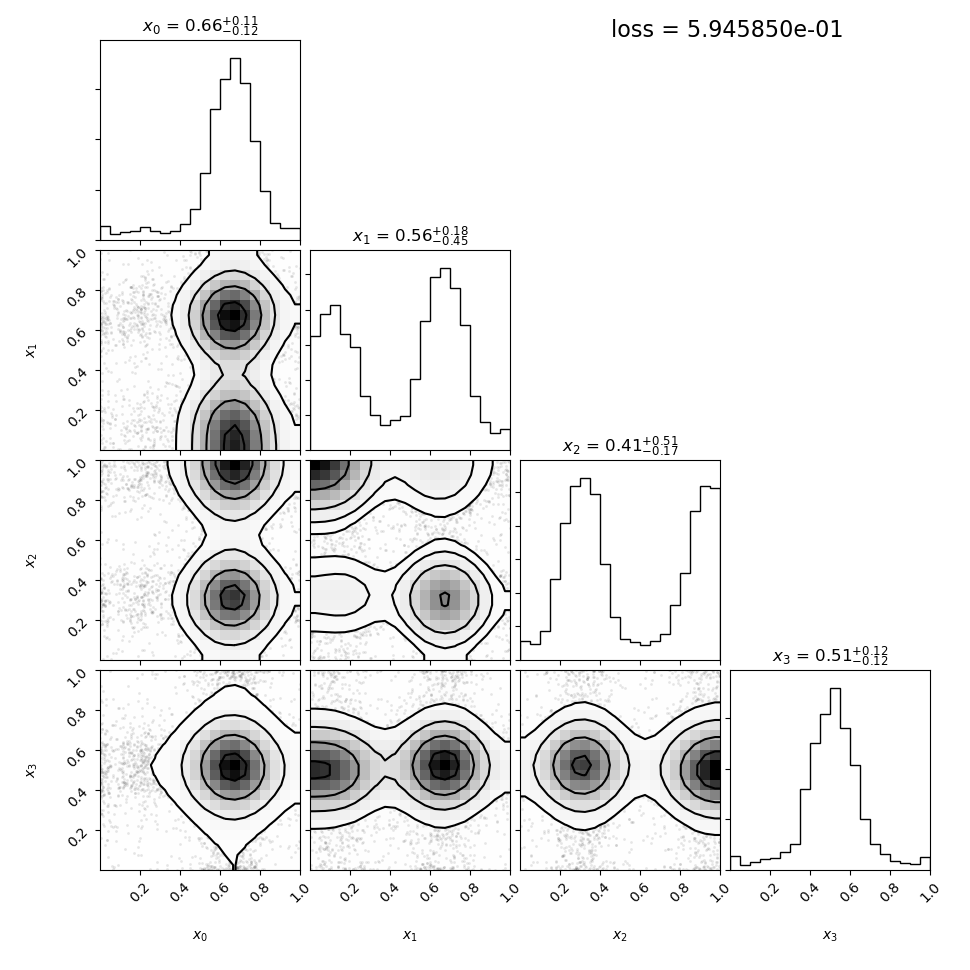 loss = 5.945850e-01
x₀ = 0.66+0.11−0.12
x₁ = 0.56+0.18−0.45
1.0
0.8
0.6
0.4
0.2
x₁
x₂ = 0.41+0.51−0.17
1.0
0.8
0.6
0.4
0.2
x₂
x₃ = 0.51+0.12−0.12
1.0
0.8
0.6
0.4
0.2
x₃
0.2 0.4 0.6 0.8 1.0 0.2 0.4 0.6 0.8 1.0 0.2 0.4 0.6 0.8 1.0 0.2 0.4 0.6 0.8 1.0
x₀ x₁ x₂ x₃